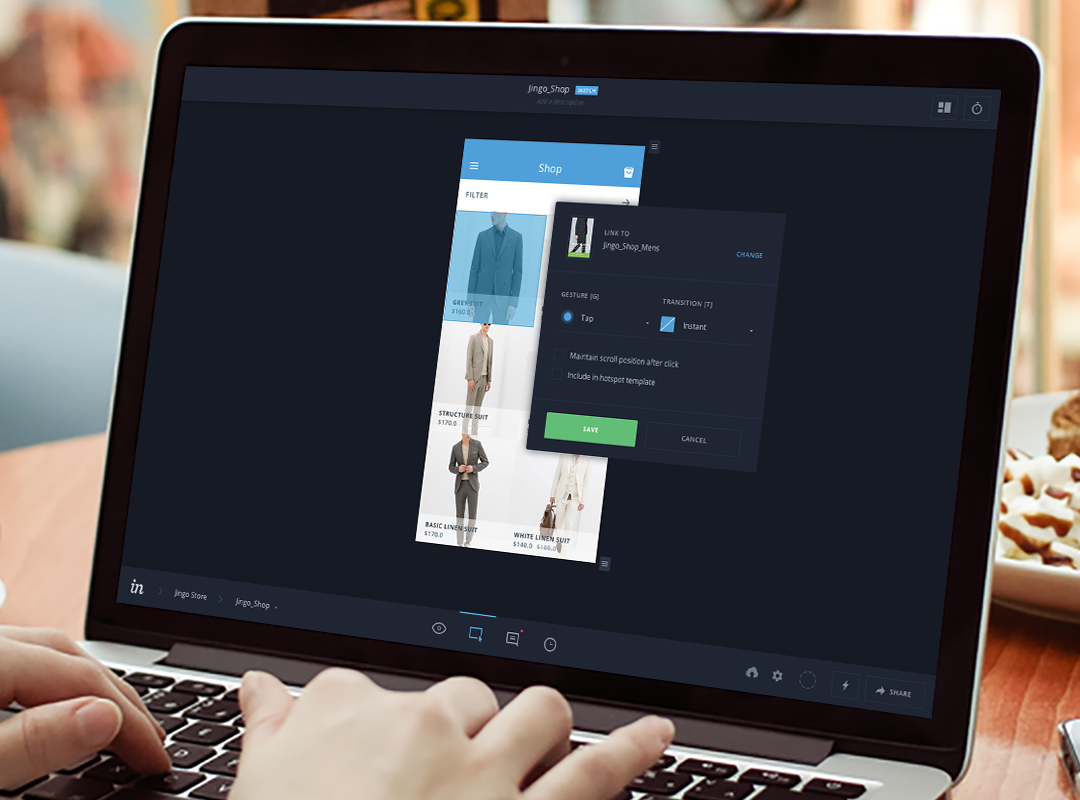 Jingo_Shop SKETCH
Add a description
Shop
FILTER
LINK TO
Jingo_Shop_Mens
CHANGE
GESTURE [G]
TRANSITION [T]
Tap
Instant
Maintain scroll position after click
Include in hotspot template
SAVE
CANCEL
GREY SUIT
$160.0
STRUCTURE SUIT
$170.0
BASIC LINEN SUIT
$170.0
WHITE LINEN SUIT
$140.0 $180.0
in
Jingo Store
Jingo_Shop
SHARE